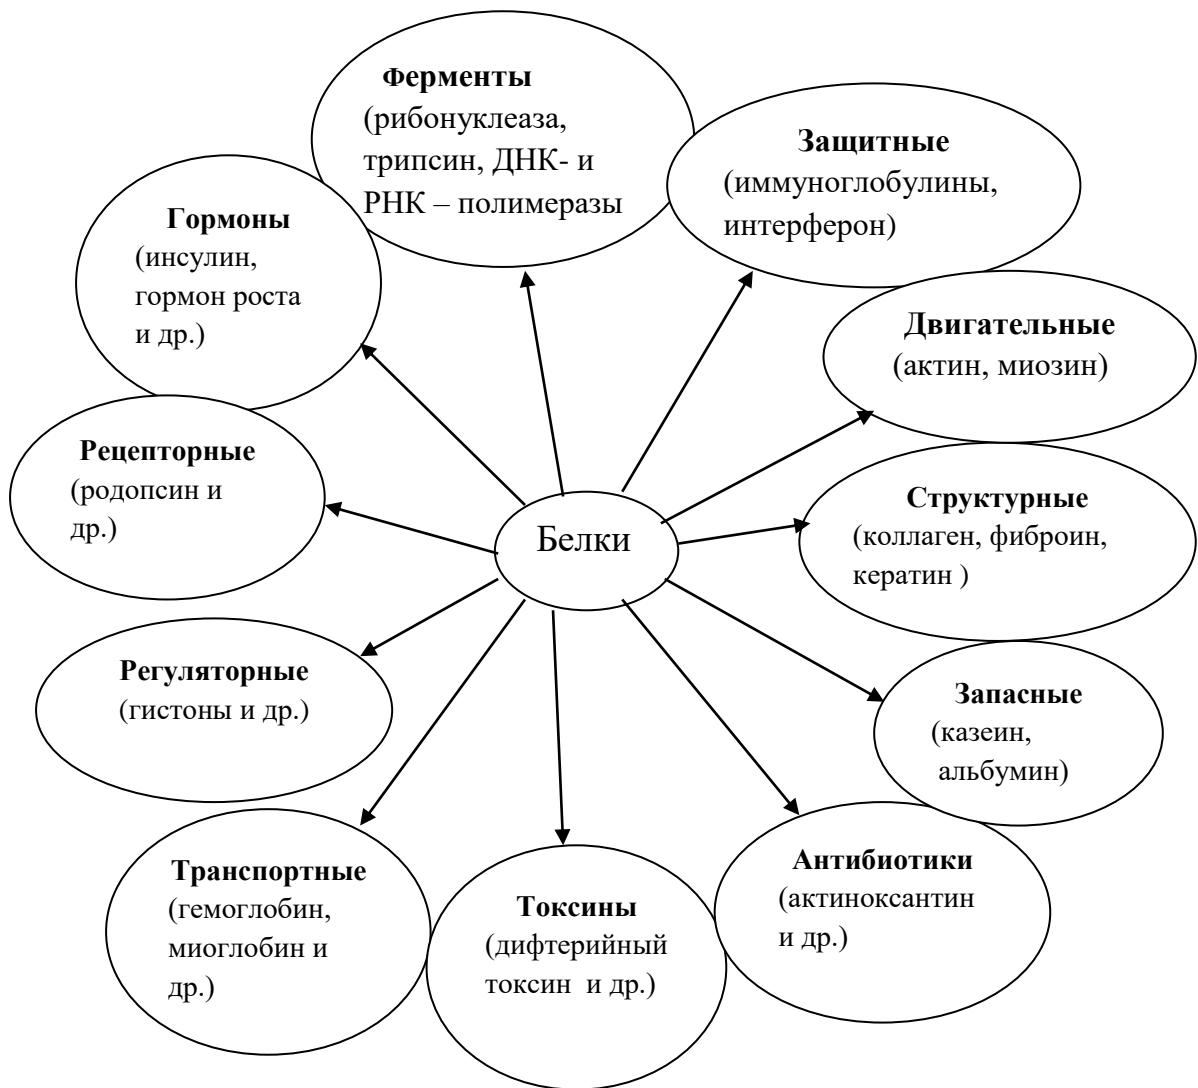 Ферменты
(рибонуклеаза,
трипсин, ДНК- и
РНК – полимеразы
Защитные
(иммуноглобулины,
интерферон)
Гормоны
(инсулин,
гормон роста
и др.)
Двигательные
(актин, миозин)
Рецепторные
(родопсин и
др.)
Белки
Структурные
(коллаген, фиброин,
кератин )
Регуляторные
(гистоны и др.)
Запасные
(казеин,
альбумин)
Транспортные
(гемоглобин,
миоглобин и
др.)
Токсины
(дифтерийный
токсин и др.)
Антибиотики
(актиноксантин
и др.)